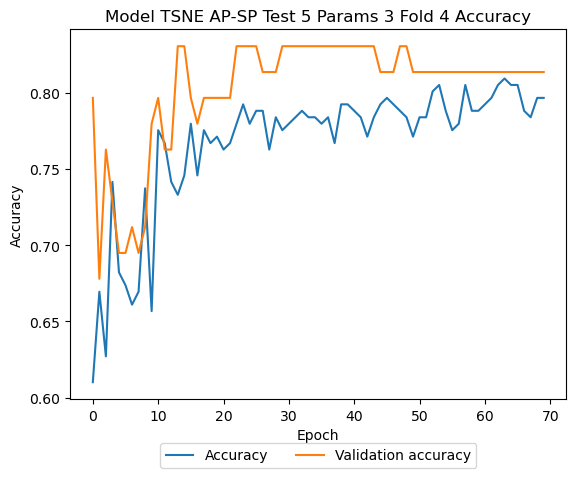 Model TSNE AP-SP Test 5 Params 3 Fold 4 Accuracy
Accuracy
0.80
0.75
0.70
0.65
0.60
0 10 20 30 40 50 60 70
Epoch
Accuracy Validation accuracy